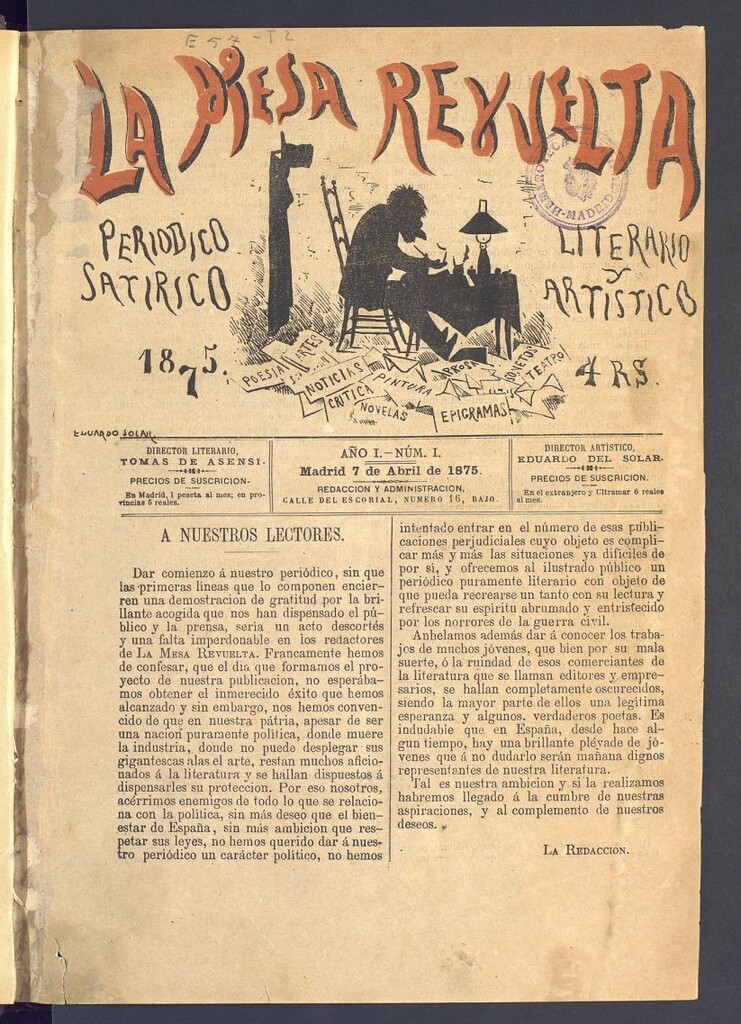 E 57-T2
LA MESA REVUELTA
HEMEROTECA
MADRID
PERIODICO
SATIRICO
LITERARIO
Y
ARTISTICO
1875.
4 RS.
POESIA
ARTES
NOTICIAS
CRITICA
PINTURA
NOVELAS
PROSA
SONETOS
TEATRO
EPIGRAMAS
EDUARDO SOLAR
DIRECTOR LITERARIO,
TOMAS DE ASENSI.
PRECIOS DE SUSCRICION.
En Madrid, 1 peseta al mes; en pro-
vincias 5 reales.
AÑO I.—NÚM. I.
Madrid 7 de Abril de 1875.
REDACCION Y ADMINISTRACION,
CALLE DEL ESCORIAL, NUMERO 16, BAJO.
DIRECTOR ARTÍSTICO,
EDUARDO DEL SOLAR.
PRECIOS DE SUSCRICION.
En el extranjero y Ultramar 6 reales
al mes.
A NUESTROS LECTORES.
Dar comienzo á nuestro periódico, sin que
las primeras lineas que lo componen encier-
ren una demostracion de gratitud por la bri-
llante acogida que nos han dispensado el pú-
blico y la prensa, seria un acto descortés
y una falta imperdonable en los redactores
de LA MESA REVUELTA. Francamente hemos
de confesar, que el dia que formamos el pro-
yecto de nuestra publicacion, no esperába-
mos obtener el inmerecido éxito que hemos
alcanzado y sin embargo, nos hemos conven-
cido de que en nuestra pátria, apesar de ser
una nacion puramente politica, donde muere
la industria, donde no puede desplegar sus
gigantescas alas el arte, restan muchos aficio-
nados á la literatura y se hallan dispuestos á
dispensarles su proteccion. Por eso nosotros,
acérrimos enemigos de todo lo que se relacio-
na con la política, sin más deseo que el bien-
estar de España, sin más ambicion que res-
petar sus leyes, no hemos querido dar á nues-
tro periódico un carácter político, no hemos
intentado entrar en el número de esas publi-
caciones perjudiciales cuyo objeto es compli-
car más y más las situaciones ya dificiles de
por si, y ofrecemos al ilustrado público un
periódico puramente literario con objeto de
que pueda recrearse un tanto con su lectura y
refrescar su espiritu abrumado y entristecido
por los norrores de la guerra civil.
Anhelamos además dar á conocer los traba-
jos de muchos jóvenes, que bien por su mala
suerte, ó la ruindad de esos comerciantes de
la literatura que se llaman editores y empre-
sarios, se hallan completamente oscurecidos,
siendo la mayor parte de ellos una legítima
esperanza y algunos, verdaderos poetas. Es
indudable que en España, desde hace al-
gun tiempo, hay una brillante pléyade de jó-
venes que á no dudarlo serán mañana dignos
representantes de nuestra literatura.
Tal es nuestra ambicion y si la realizamos
habremos llegado á la cumbre de nuestras
aspiraciones, y al complemento de nuestros
deseos.
LA REDACCION.